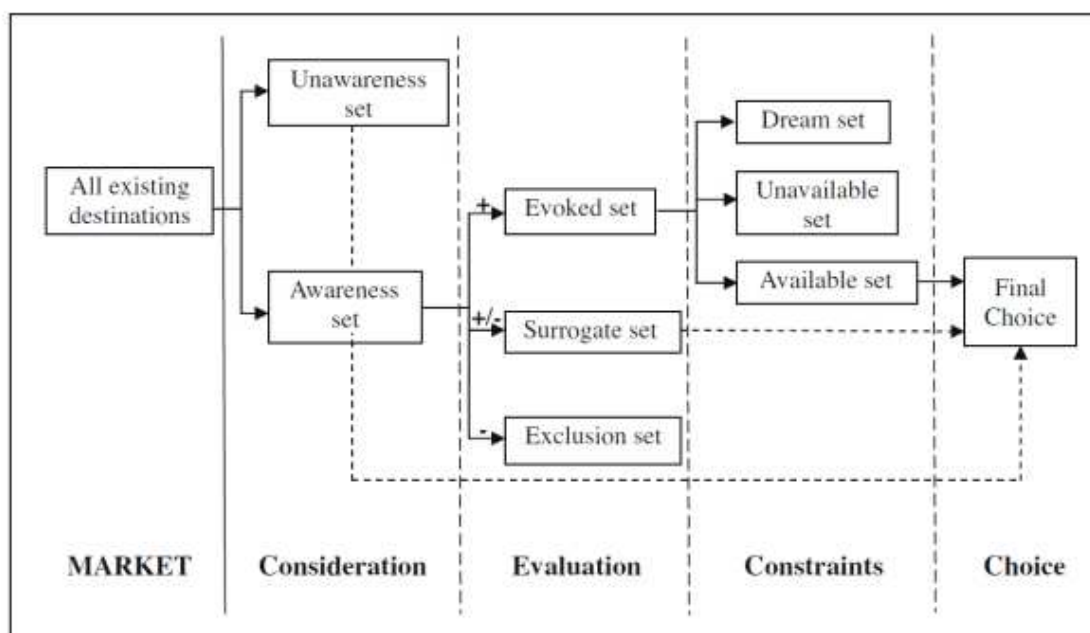 Unawareness
set
All existing
destinations
Awareness
set
+
Evoked set
+/-
Surrogate set
-
Exclusion set
Dream set
Unavailable
set
Available set
Final
Choice
MARKET
Consideration
Evaluation
Constraints
Choice